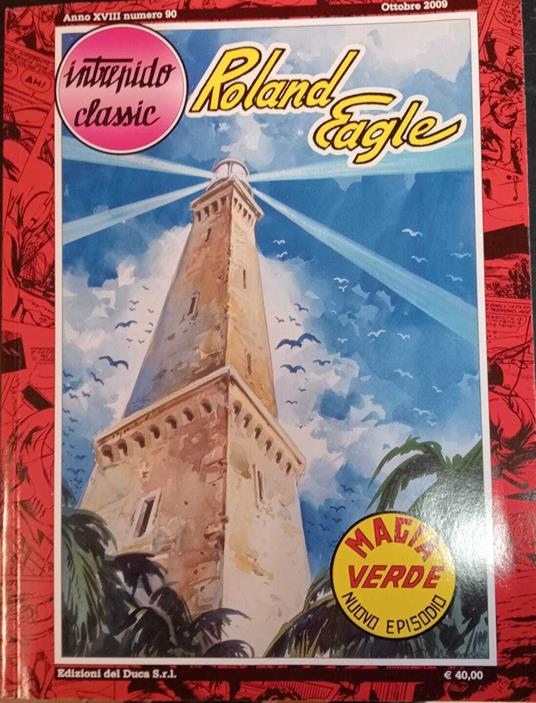 Anno XVIII numero 90
Ottobre 2009
intrepido
classic
Roland
Eagle
MAGIA
VERDE
NUOVO EPISODIO
Edizioni del Duca S.r.l.
€ 40,00
AH!